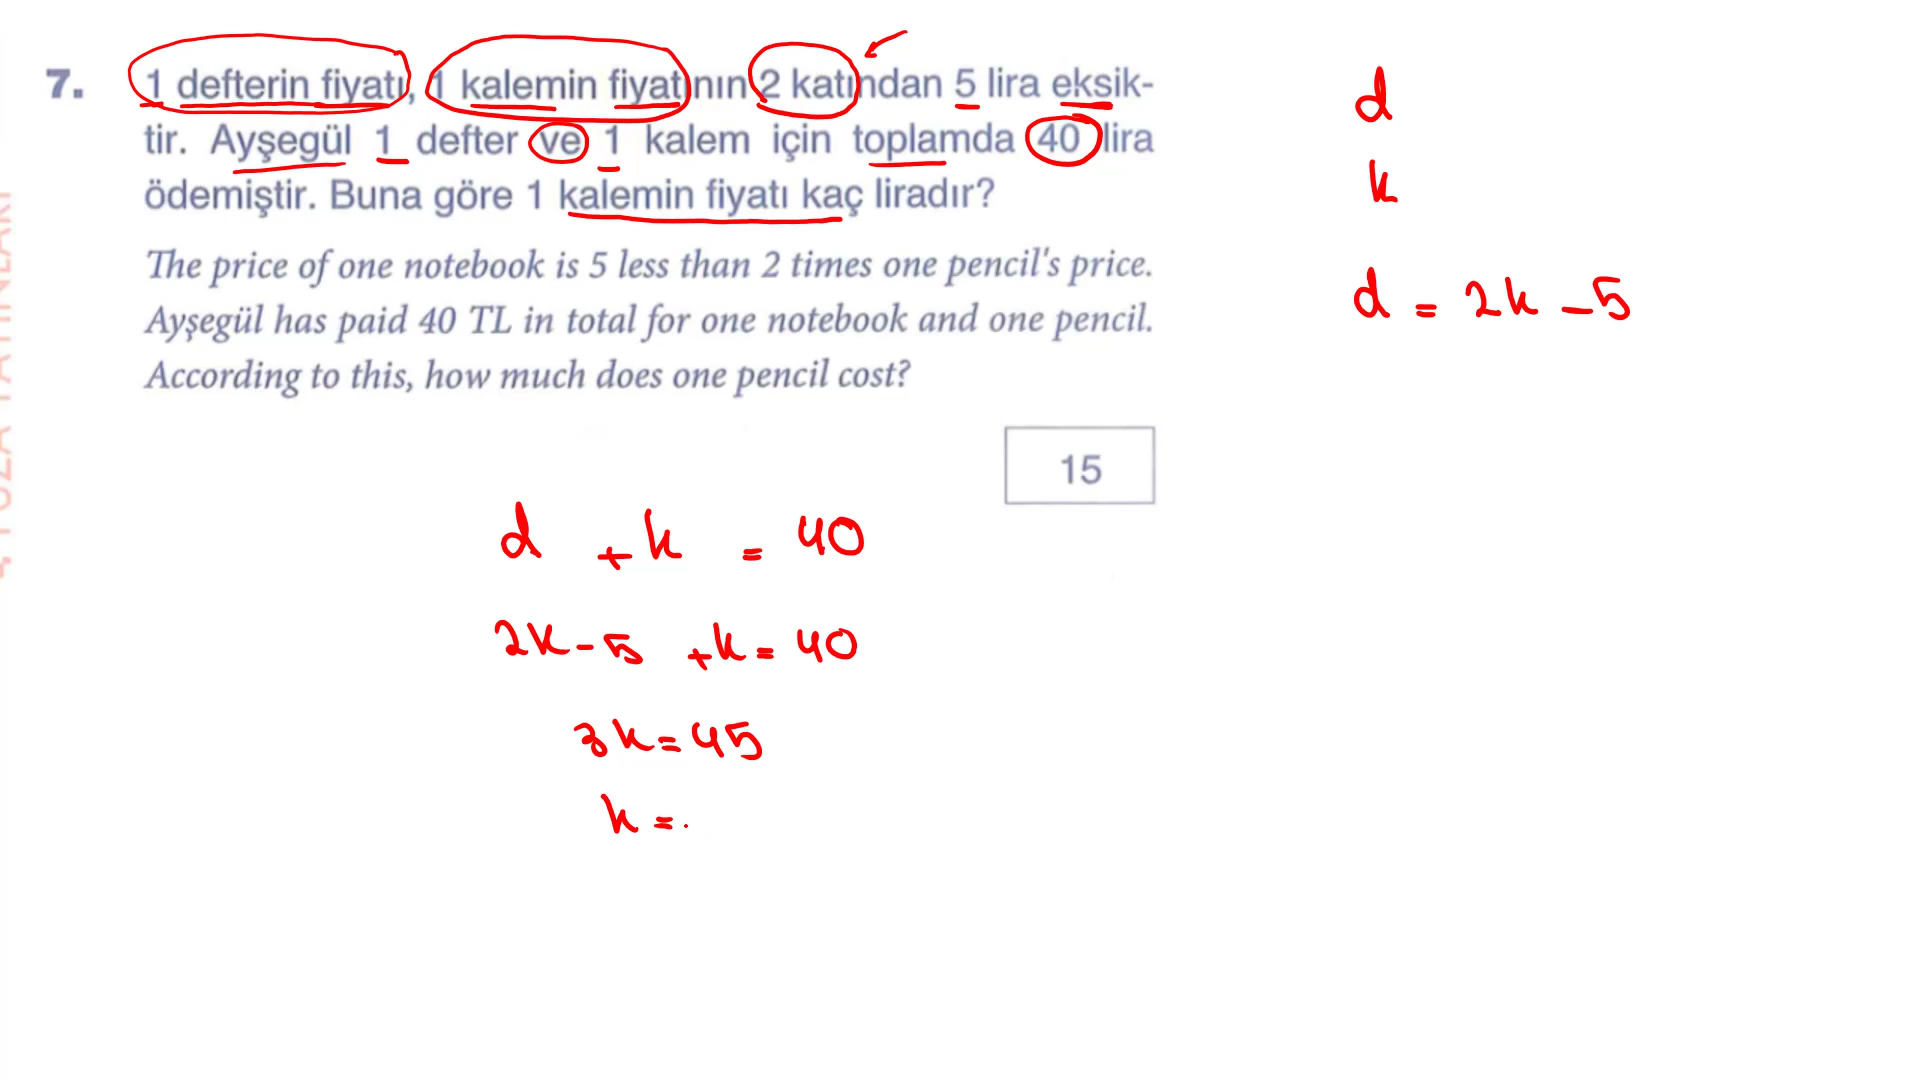 7. 1 defterin fiyatı, 1 kalemin fiyatının 2 katından 5 lira eksik-
tir. Ayşegül 1 defter ve 1 kalem için toplamda 40 lira
ödemiştir. Buna göre 1 kalemin fiyatı kaç liradır?
The price of one notebook is 5 less than 2 times one pencil's price.
Ayşegül has paid 40 TL in total for one notebook and one pencil.
According to this, how much does one pencil cost?
15
d
k
d = 2k - 5
d + k = 40
2k - 5 + k = 40
3k = 45
k =